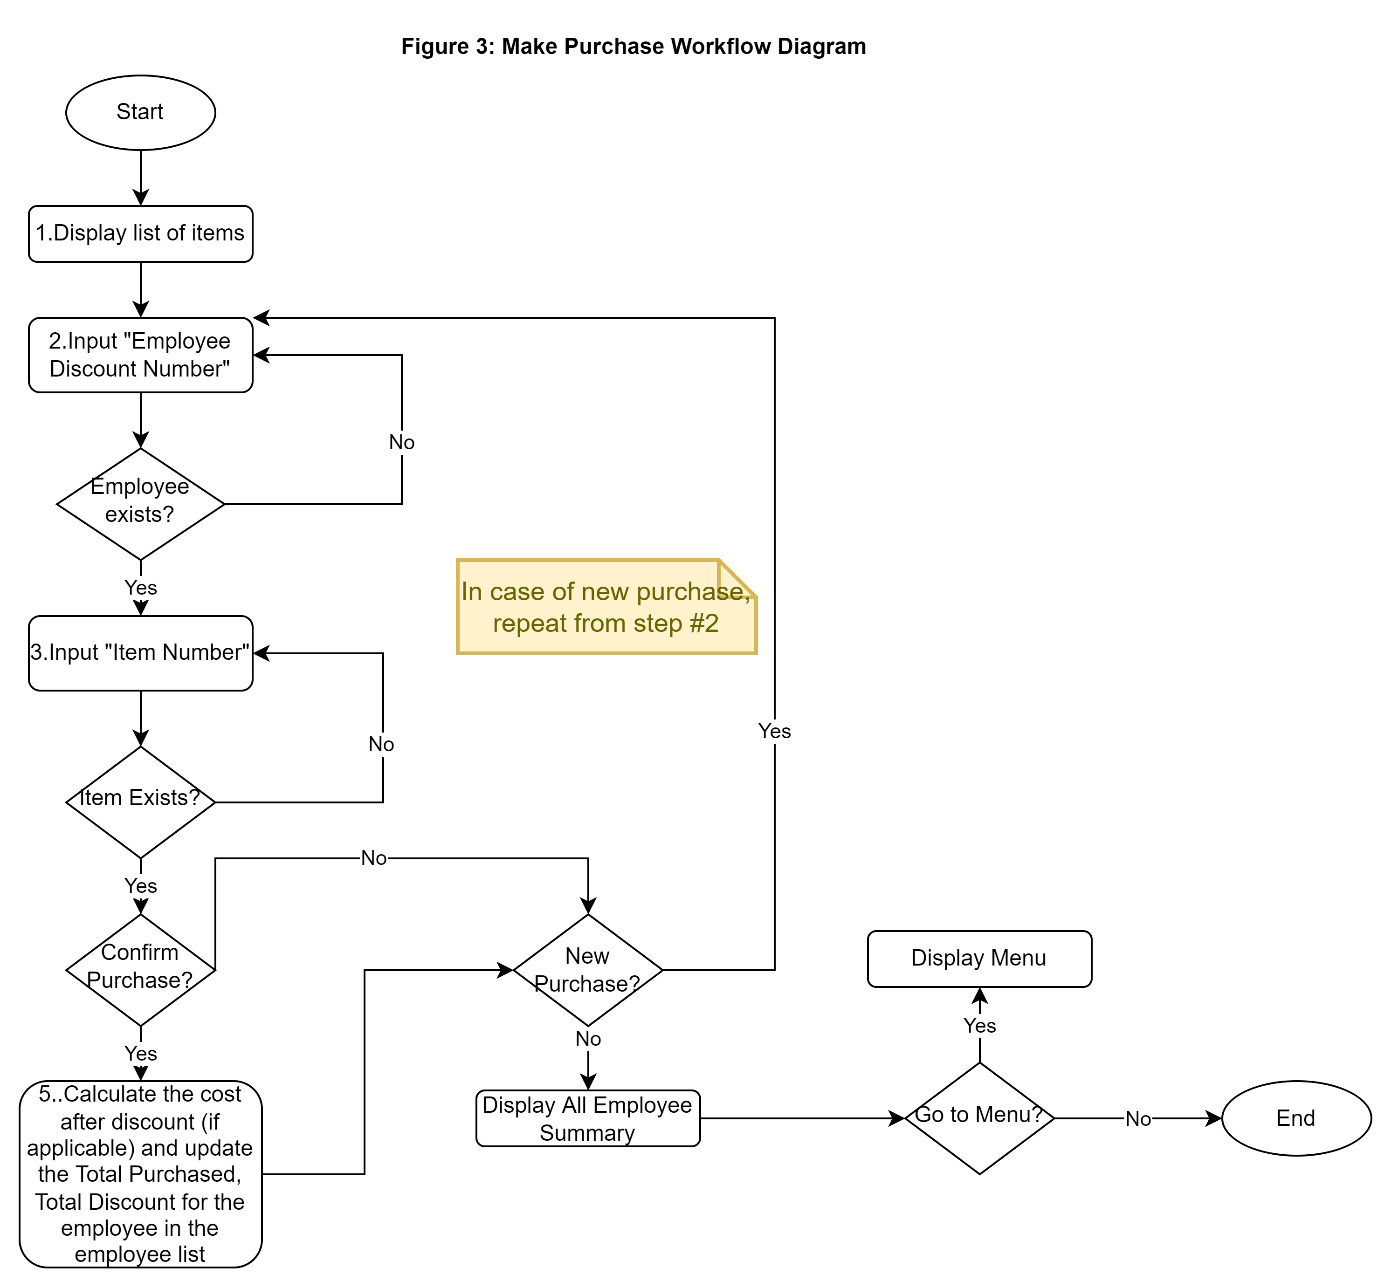 Figure 3: Make Purchase Workflow Diagram
Start
1.Display list of items
2.Input "Employee
Discount Number"
No
Employee
exists?
Yes
In case of new purchase,
repeat from step #2
3.Input "Item Number"
Yes
No
Item Exists?
No
Yes
Confirm
Purchase?
New
Purchase?
Display Menu
Yes
No
Yes
5..Calculate the cost
after discount (if
applicable) and update
the Total Purchased,
Total Discount for the
employee in the
employee list
Display All Employee
Summary
Go to Menu?
No
End